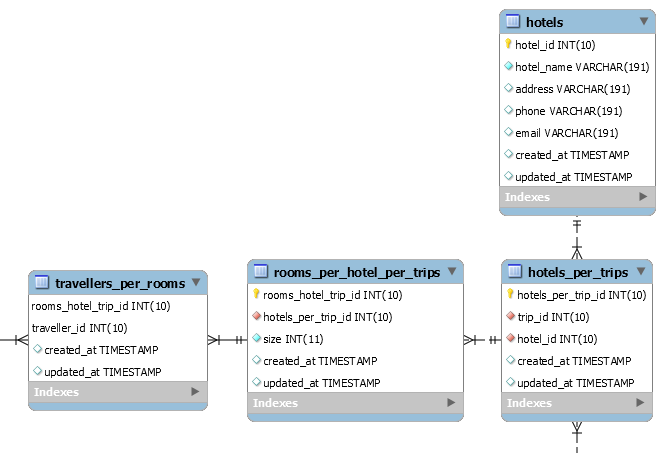 hotels
hotel_id INT(10)
hotel_name VARCHAR(191)
address VARCHAR(191)
phone VARCHAR(191)
email VARCHAR(191)
created_at TIMESTAMP
updated_at TIMESTAMP
Indexes
travellers_per_rooms
rooms_hotel_trip_id INT(10)
traveller_id INT(10)
created_at TIMESTAMP
updated_at TIMESTAMP
Indexes
rooms_per_hotel_per_trips
rooms_hotel_trip_id INT(10)
hotels_per_trip_id INT(10)
size INT(11)
created_at TIMESTAMP
updated_at TIMESTAMP
Indexes
hotels_per_trips
hotels_per_trip_id INT(10)
trip_id INT(10)
hotel_id INT(10)
created_at TIMESTAMP
updated_at TIMESTAMP
Indexes